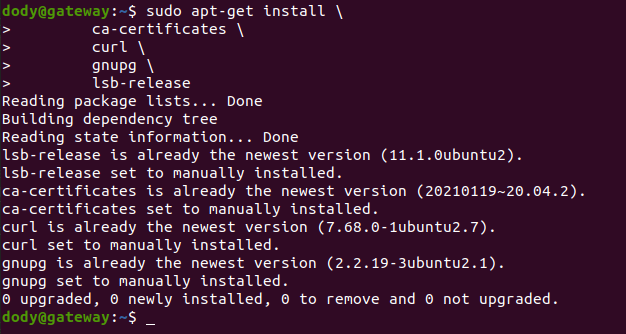 dody@gateway:~$ sudo apt-get install \
>        ca-certificates \
>        curl \
>        gnupg \
>        lsb-release
Reading package lists... Done
Building dependency tree
Reading state information... Done
lsb-release is already the newest version (11.1.0ubuntu2).
lsb-release set to manually installed.
ca-certificates is already the newest version (20210119~20.04.2).
ca-certificates set to manually installed.
curl is already the newest version (7.68.0-1ubuntu2.7).
curl set to manually installed.
gnupg is already the newest version (2.2.19-3ubuntu2.1).
gnupg set to manually installed.
0 upgraded, 0 newly installed, 0 to remove and 0 not upgraded.
dody@gateway:~$ _